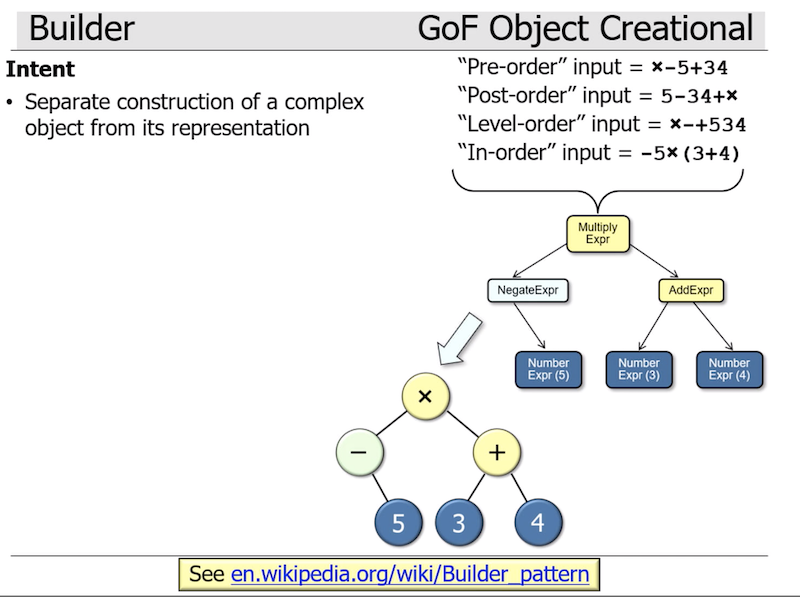 Builder GoF Object Creational
Intent
• Separate construction of a complex
object from its representation
“Pre-order” input = ×-5+34
“Post-order” input = 5-34+×
“Level-order” input = ×-+534
“In-order” input = -5×(3+4)
Multiply
Expr
NegateExpr
AddExpr
Number
Expr (5)
Number
Expr (3)
Number
Expr (4)
×
−
+
5
3
4
See en.wikipedia.org/wiki/Builder_pattern